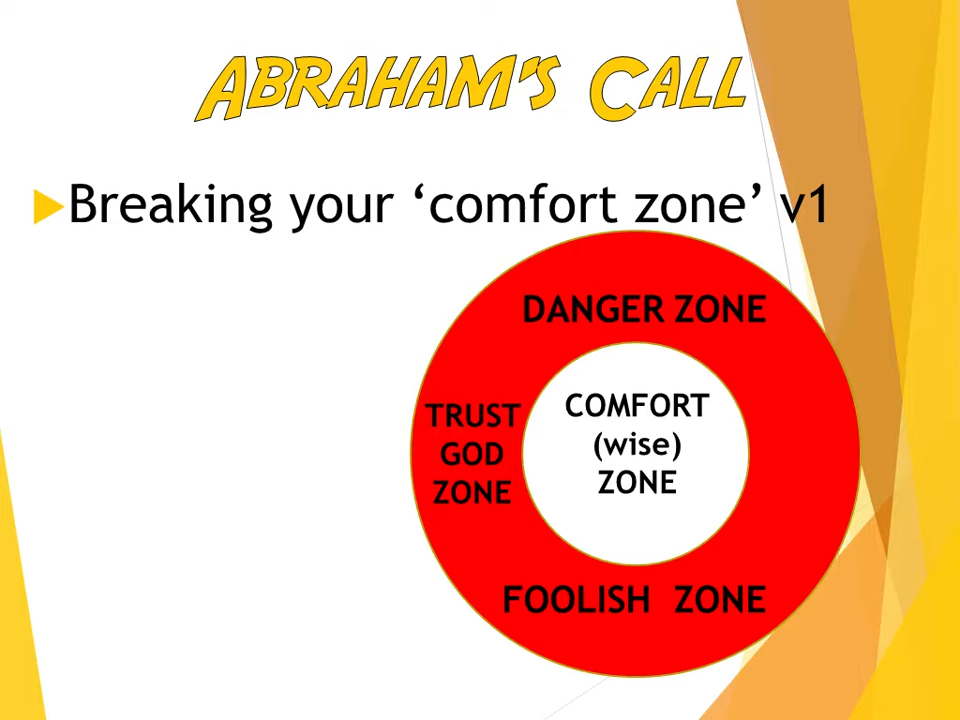 ABRAHAM'S CALL
Breaking your ‘comfort zone’ v1
DANGER ZONE
TRUST
GOD
ZONE
COMFORT
(wise)
ZONE
FOOLISH ZONE